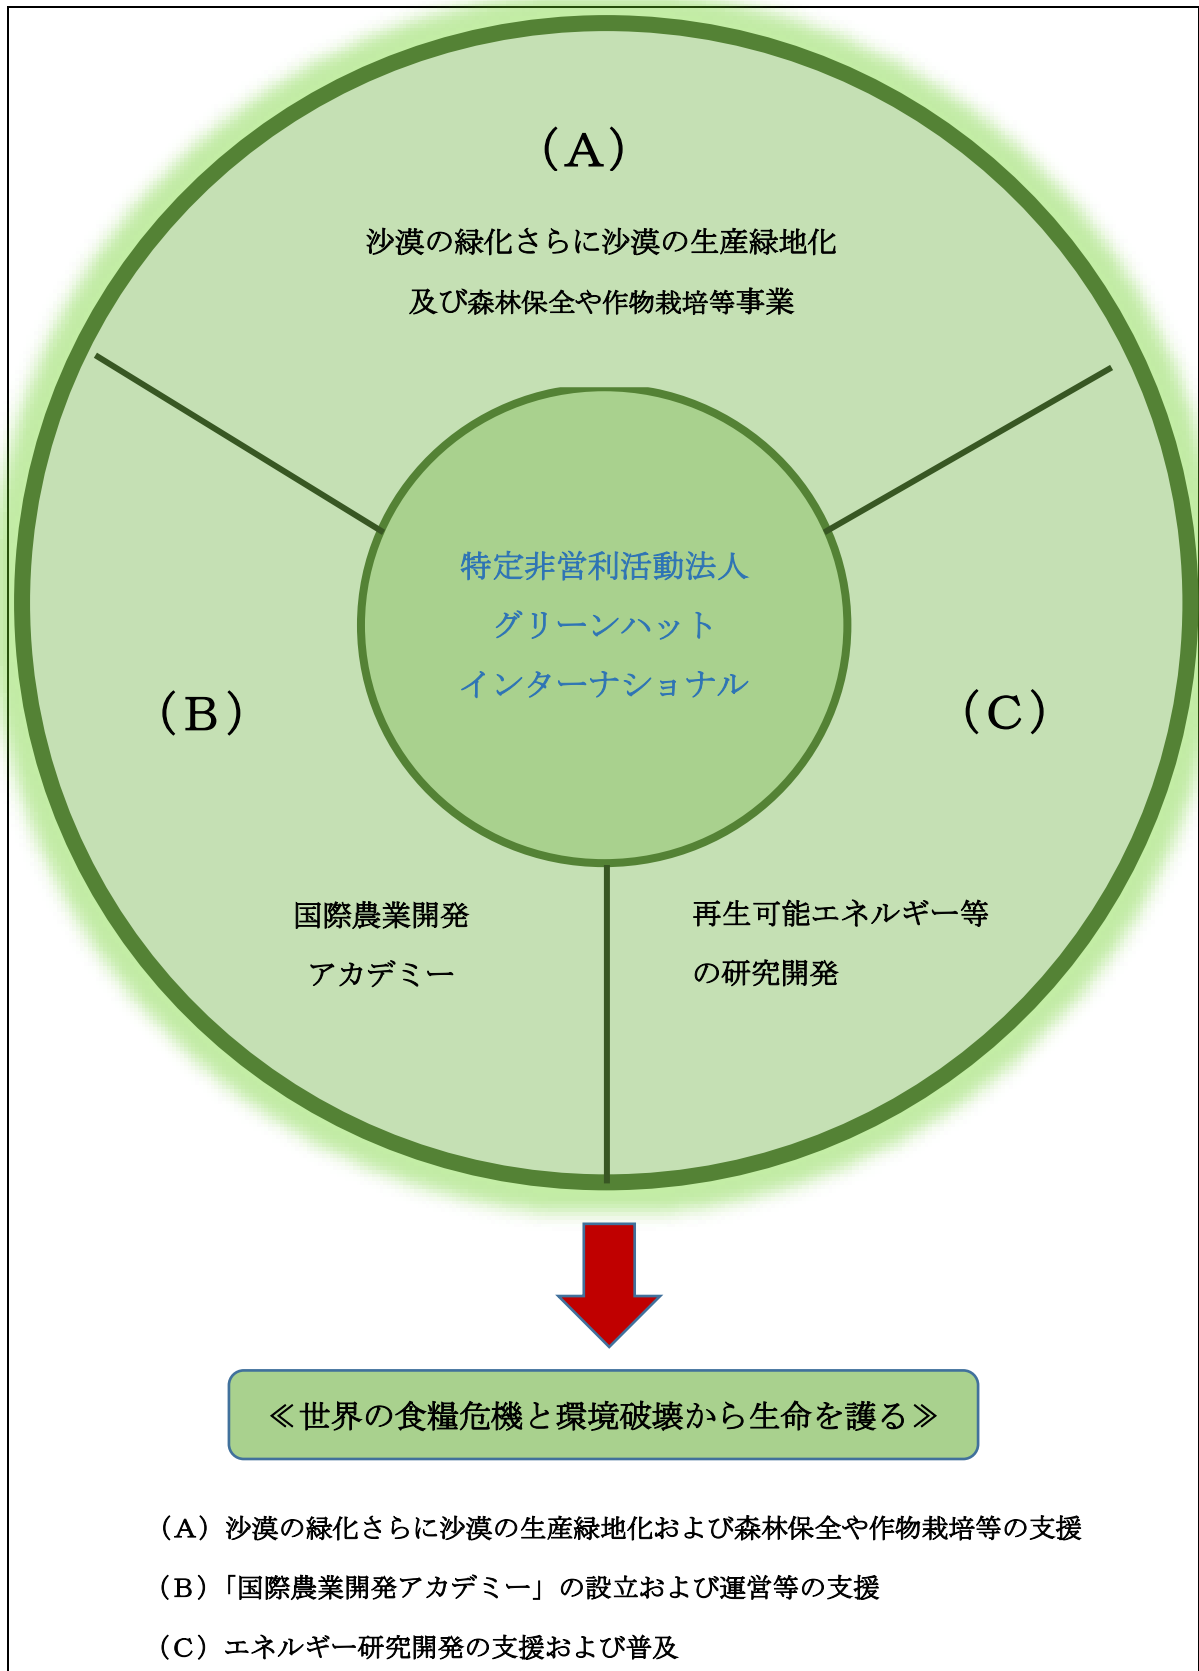 （A）
沙漠の緑化さらに沙漠の生産緑地化
及び森林保全や作物栽培等事業
特定非営利活動法人
グリーンハット
インターナショナル
（B）
（C）
国際農業開発
アカデミー
再生可能エネルギー等
の研究開発
≪世界の食糧危機と環境破壊から生命を護る≫
（A）沙漠の緑化さらに沙漠の生産緑地化および森林保全や作物栽培等の支援
（B）「国際農業開発アカデミー」の設立および運営等の支援
（C）エネルギー研究開発の支援および普及